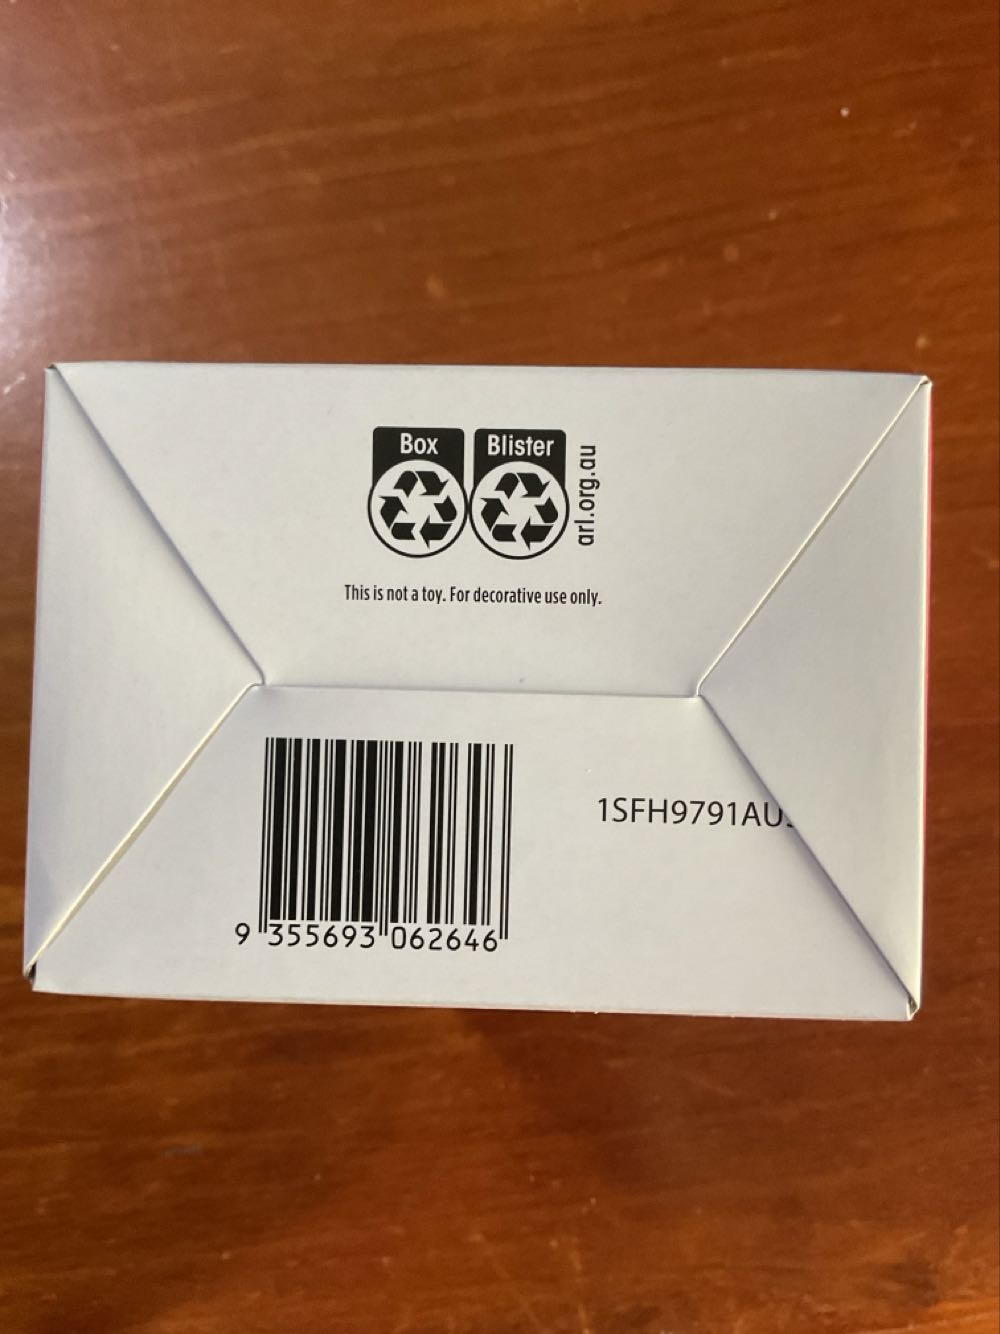 Box Blister
arl.org.au
This is not a toy. For decorative use only.
1SFH9791AU
9 355693 062646